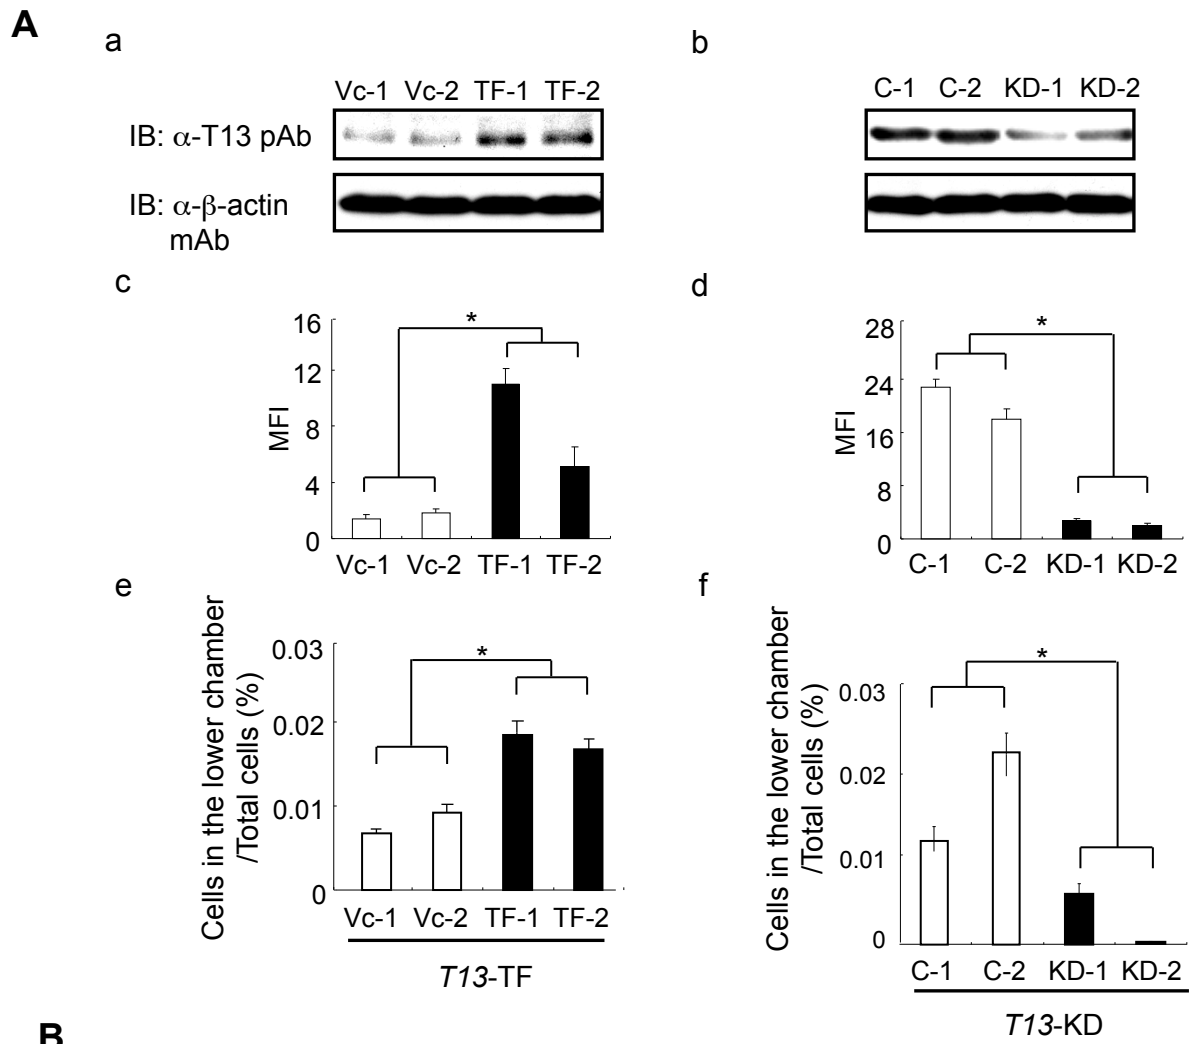 A
a
b
Vc-1 Vc-2 TF-1 TF-2
C-1 C-2 KD-1 KD-2
IB: α-T13 pAb
IB: α-β-actin
mAb
c
d
16
12
8
4
0
MFI
*
Vc-1 Vc-2 TF-1 TF-2
28
24
16
8
0
MFI
*
C-1 C-2 KD-1 KD-2
e
f
Cells in the lower chamber
/Total cells (%)
0.03
0.02
0.01
0
*
Vc-1 Vc-2 TF-1 TF-2
T13-TF
Cells in the lower chamber
/Total cells (%)
0.03
0.02
0.01
0
*
C-1 C-2 KD-1 KD-2
T13-KD
B